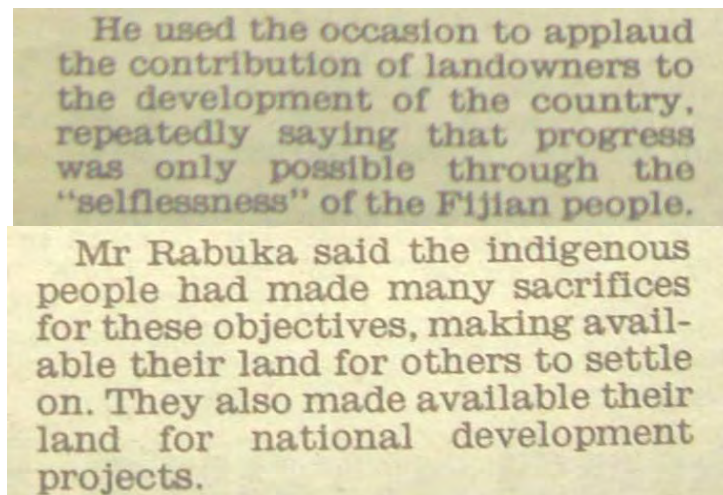 He used the occasion to applaud
the contribution of landowners to
the development of the country,
repeatedly saying that progress
was only possible through the
“selflessness” of the Fijian people.
Mr Rabuka said the indigenous
people had made many sacrifices
for these objectives, making avail-
able their land for others to settle
on. They also made available their
land for national development
projects.